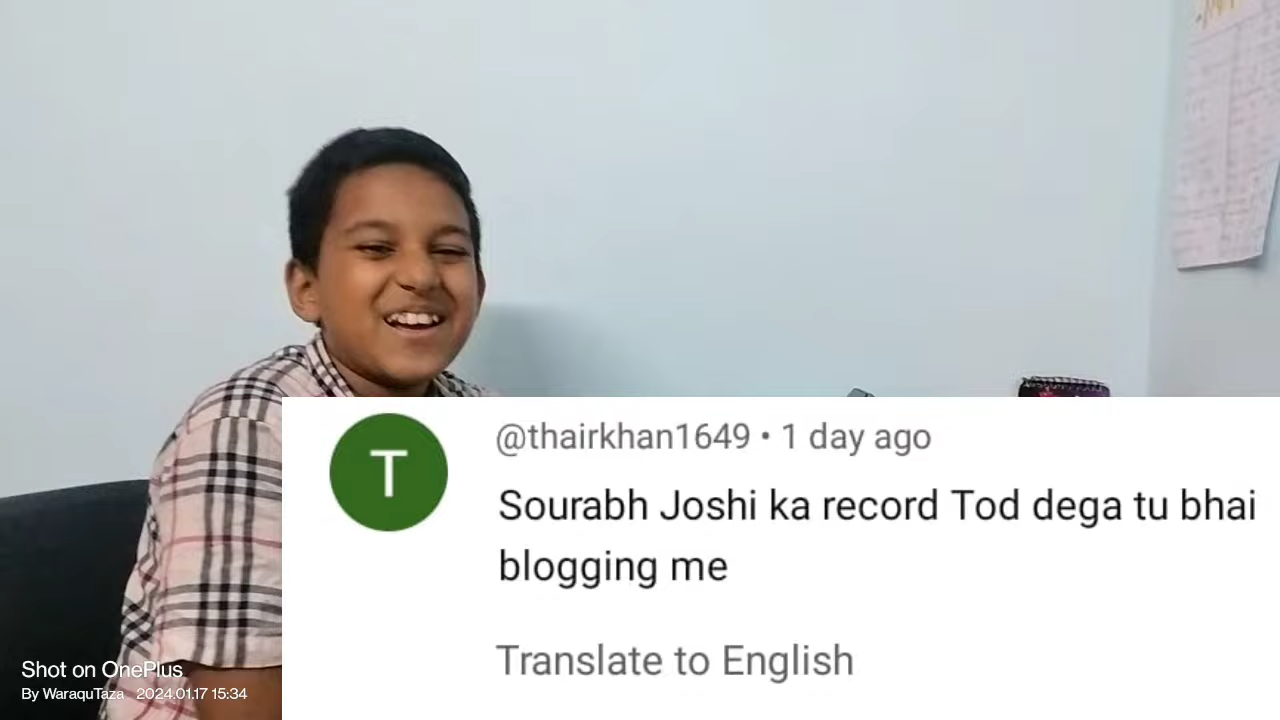 @thairkhan1649 • 1 day ago
T
Sourabh Joshi ka record Tod dega tu bhai
blogging me
Translate to English
Shot on OnePlus
By WaraquTaza 2024.01.17 15:34